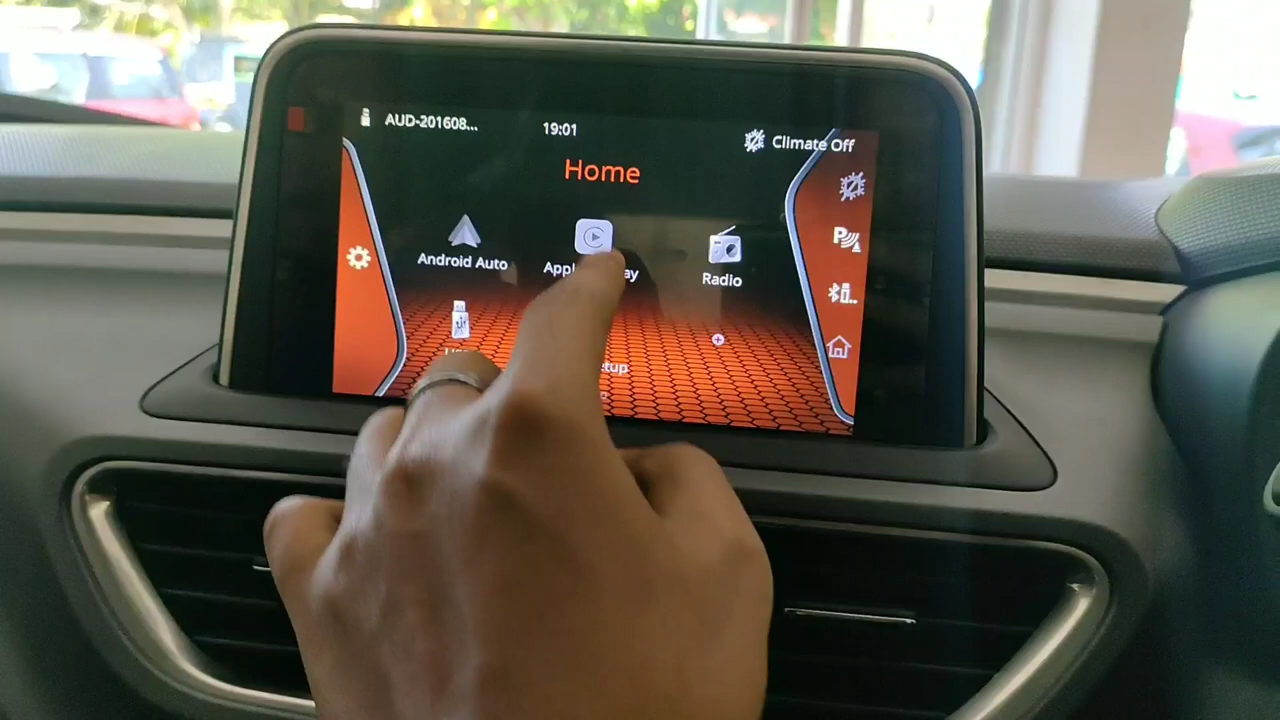 AUD-201608...
19:01
Climate Off
Home
Android Auto
Radio